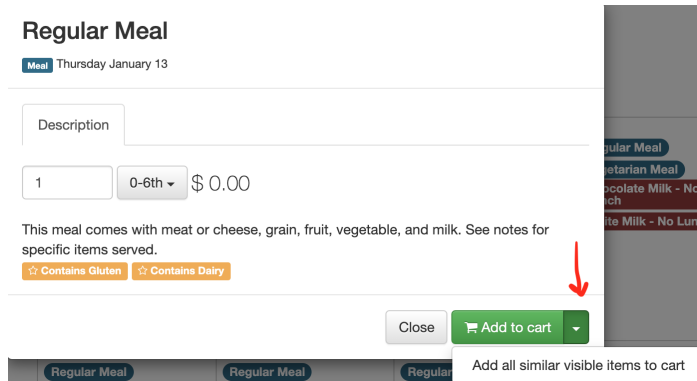 Regular Meal
Meal Thursday January 13
Description
1 0-6th $ 0.00
This meal comes with meat or cheese, grain, fruit, vegetable, and milk. See notes for
specific items served.
Contains Gluten Contains Dairy
Close Add to cart
Add all similar visible items to cart
gular Meal
getarian Meal
ocolate Milk - No
nch
ite Milk - No Lun
Regular Meal Regular Meal Regular